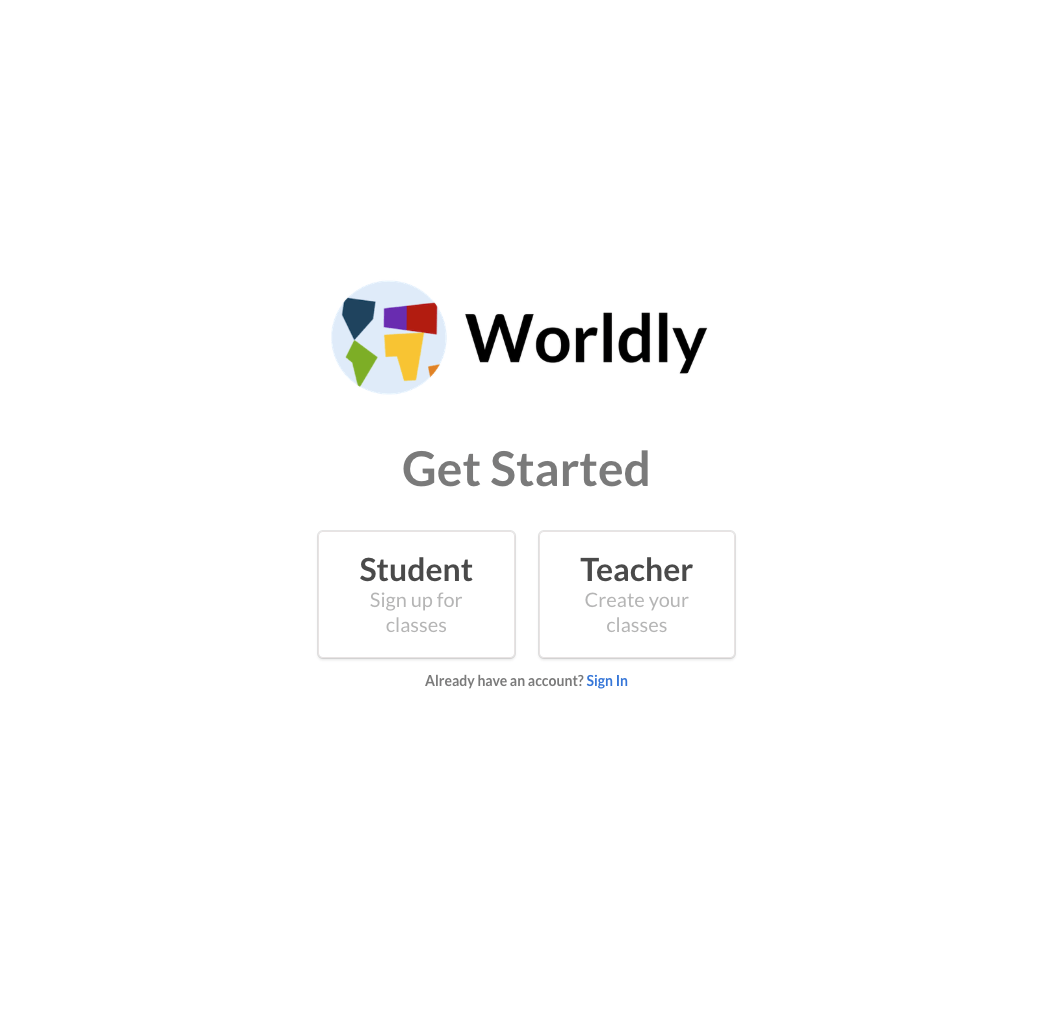 Worldly
Get Started
Student
Sign up for
classes
Teacher
Create your
classes
Already have an account? Sign In